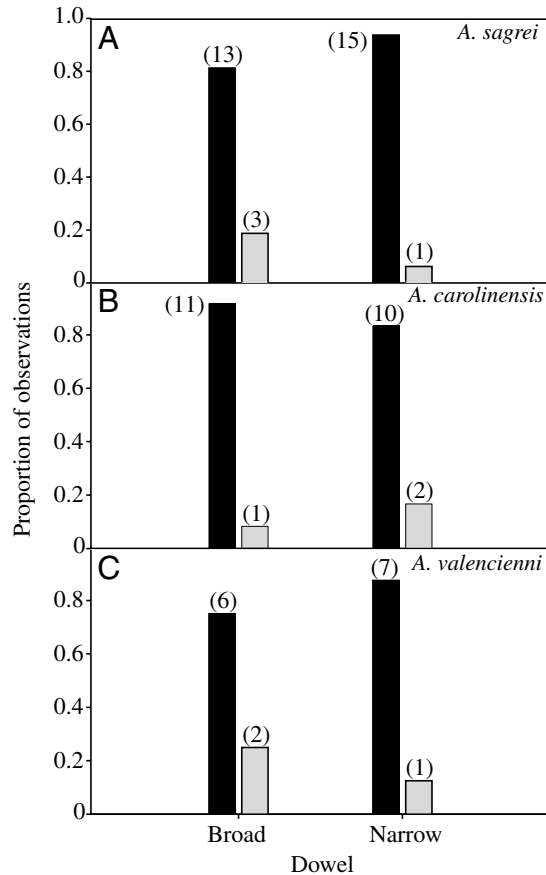 Proportion of observations
1.0
0.8
0.6
0.4
0.2
0
A
A. sagrei
(13)
(3)
(15)
(1)
0.8
0.6
0.4
0.2
0
B
A. carolinensis
(11)
(1)
(10)
(2)
0.8
0.6
0.4
0.2
0
C
A. valencienni
(6)
(2)
(7)
(1)
Broad
Narrow
Dowel